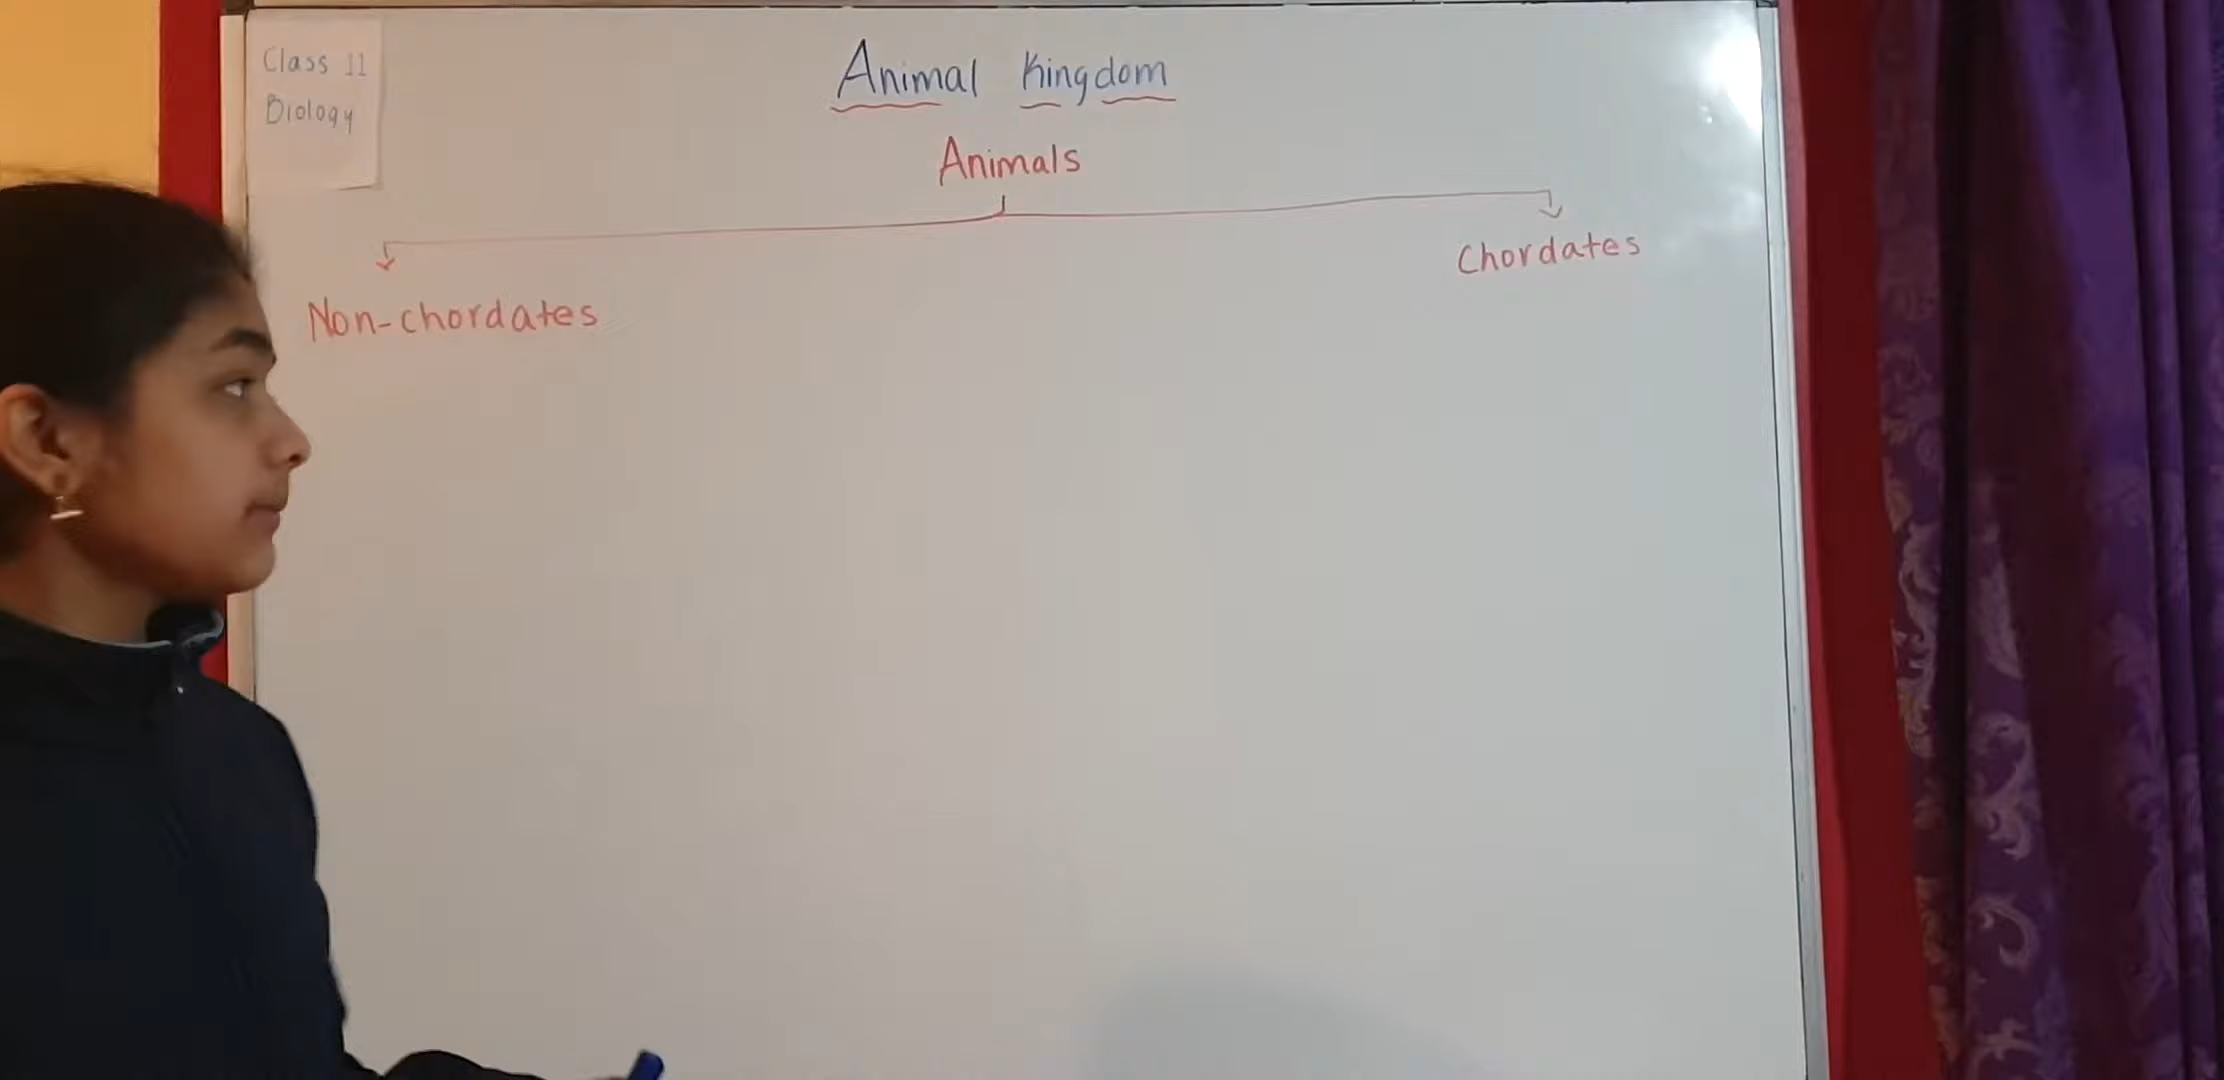 Class 11
Biology
Animal Kingdom
Animals
Chordates
Non-chordates